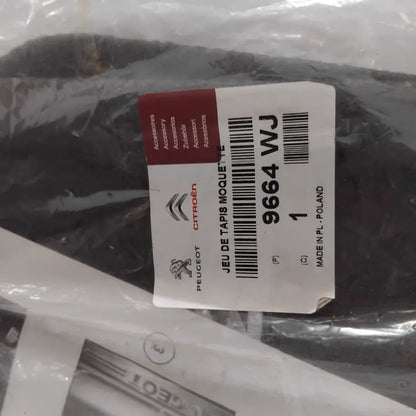 Accessoires
Accessory
Accesorios
Zubehör
Accessori
Acessórios
PEUGEOT
CITROËN
JEU DE TAPIS MOQUETTE
(P)
9664 WJ
(Q)
1
MADE IN PL - POLAND
3